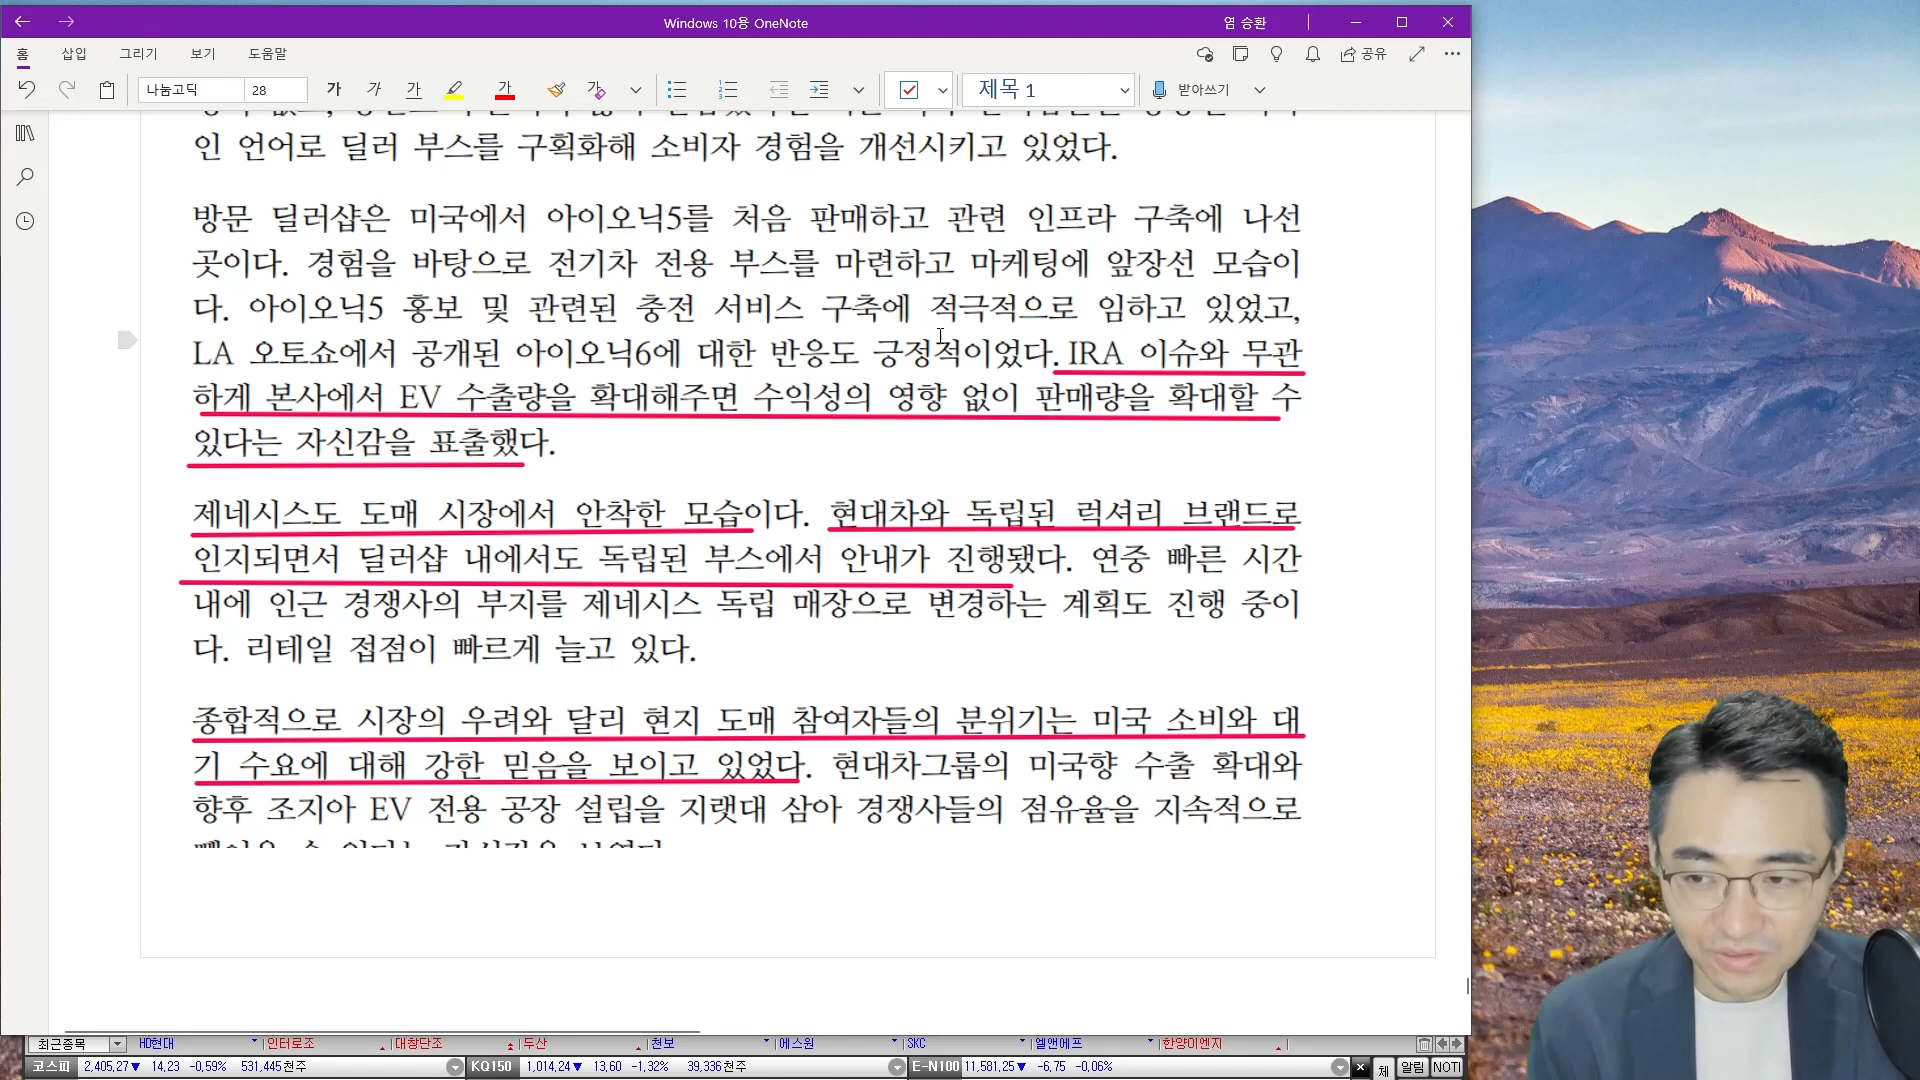 Windows 10용 OneNote
염 승환
홈 삽입 그리기 보기 도움말
공유
나눔고딕 28 가 가 가 가 제목 1 받아쓰기
인 언어로 딜러 부스를 구획화해 소비자 경험을 개선시키고 있었다.
방문 딜러샵은 미국에서 아이오닉5를 처음 판매하고 관련 인프라 구축에 나선
곳이다. 경험을 바탕으로 전기차 전용 부스를 마련하고 마케팅에 앞장선 모습이
다. 아이오닉5 홍보 및 관련된 충전 서비스 구축에 적극적으로 임하고 있었고,
LA 오토쇼에서 공개된 아이오닉6에 대한 반응도 긍정적이었다. IRA 이슈와 무관
하게 본사에서 EV 수출량을 확대해주면 수익성의 영향 없이 판매량을 확대할 수
있다는 자신감을 표출했다.
제네시스도 도매 시장에서 안착한 모습이다. 현대차와 독립된 럭셔리 브랜드로
인지되면서 딜러샵 내에서도 독립된 부스에서 안내가 진행됐다. 연중 빠른 시간
내에 인근 경쟁사의 부지를 제네시스 독립 매장으로 변경하는 계획도 진행 중이
다. 리테일 접점이 빠르게 늘고 있다.
종합적으로 시장의 우려와 달리 현지 도매 참여자들의 분위기는 미국 소비와 대
기 수요에 대해 강한 믿음을 보이고 있었다. 현대차그룹의 미국향 수출 확대와
향후 조지아 EV 전용 공장 설립을 지랫대 삼아 경쟁사들의 점유율을 지속적으로
최근종목 HD현대 인터로조 대창단조 두산 천보 에스원 SKC 엘앤에프 한양이엔지
코스피 2,405,27▼ 14,23 -0,59% 531,445천주 KQ150 1,014,24▼ 13,60 -1,32% 39,336천주 E-N100 11,581,25▼ -6,75 -0,06% 체 알림 NOTI